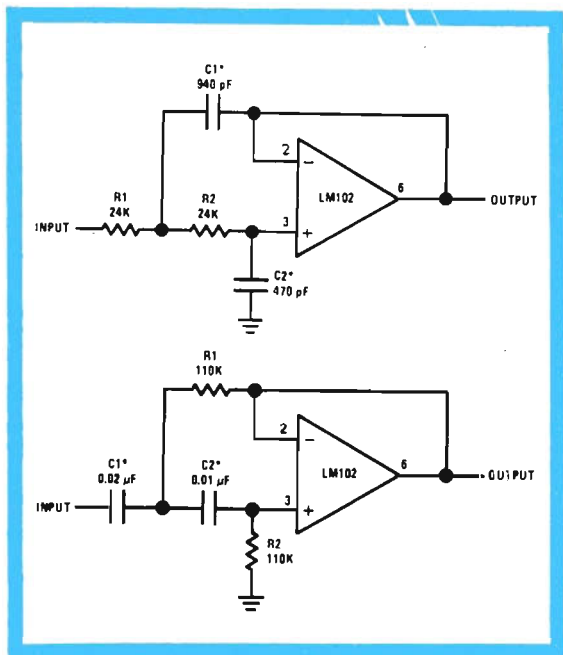 C1*
940 pF
2
LM102
6
OUTPUT
R1
24K
R2
24K
INPUT
3
C2*
470 pF
R1
110K
2
LM102
6
OUTPUT
C1*
0.02 µF
C2*
0.01 µF
INPUT
3
R2
110K